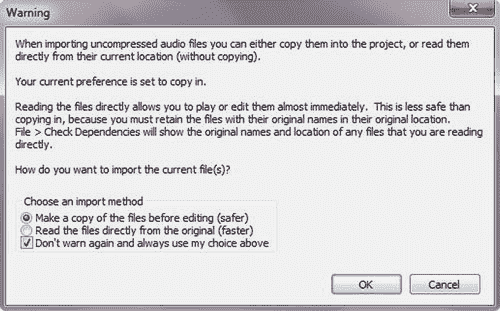 Warning
When importing uncompressed audio files you can either copy them into the project, or read them
directly from their current location (without copying).
Your current preference is set to copy in.
Reading the files directly allows you to play or edit them almost immediately.  This is less safe than
copying in, because you must retain the files with their original names in their original location.
File > Check Dependencies will show the original names and location of any files that you are reading
directly.
How do you want to import the current file(s)?
Choose an import method
Make a copy of the files before editing (safer)
Read the files directly from the original (faster)
Don't warn again and always use my choice above
OK Cancel